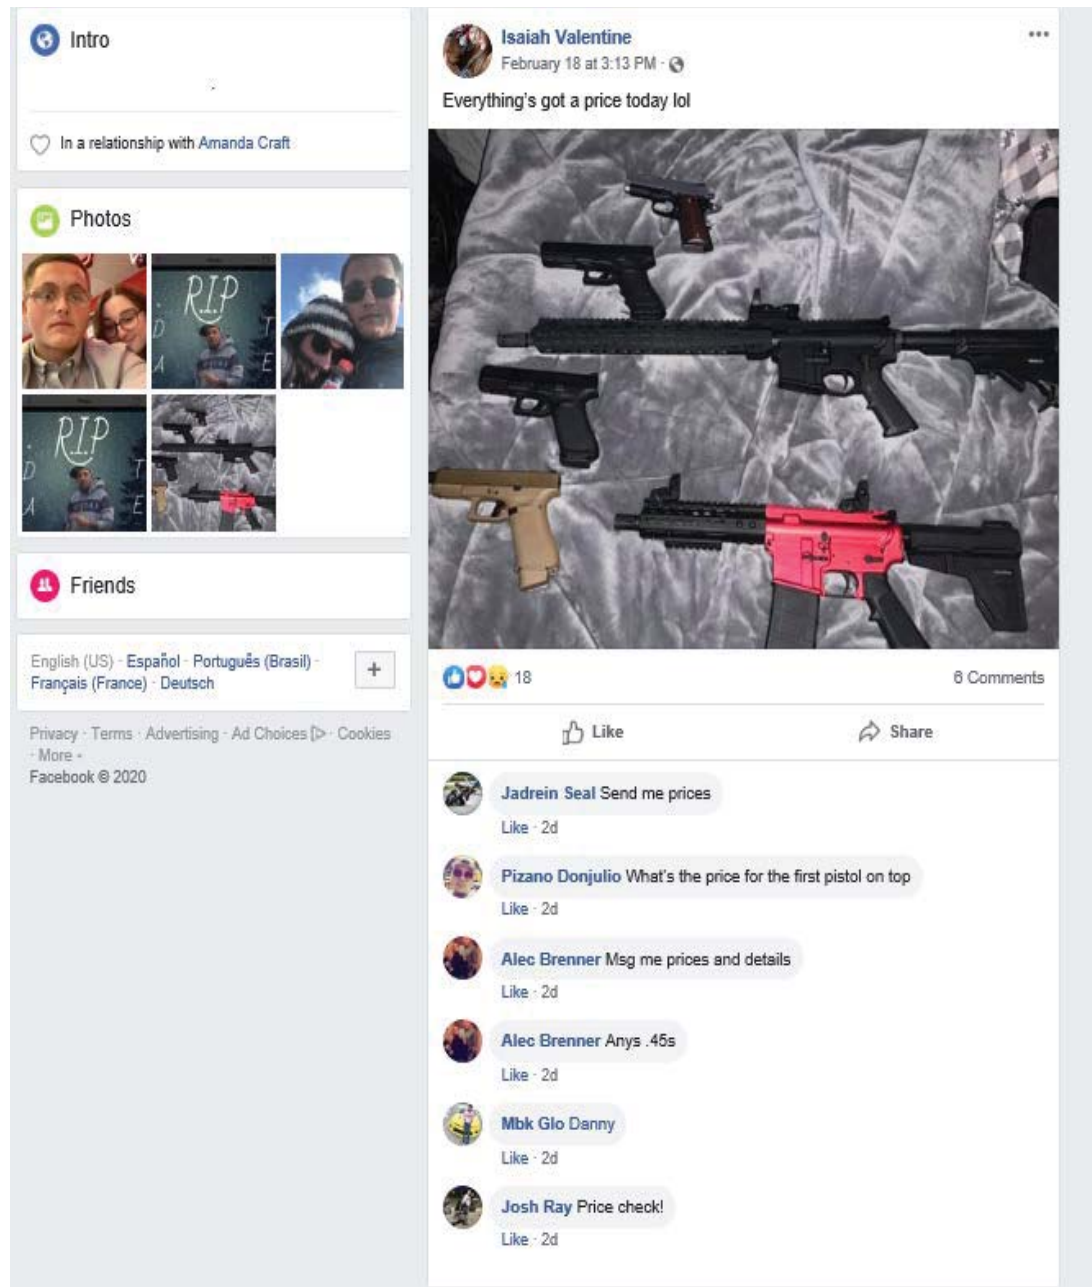 Intro
In a relationship with Amanda Craft
Photos
R.I.P
D
A
T
E
R.I.P
D
A
T
E
Friends
English (US) · Español · Português (Brasil) ·
Français (France) · Deutsch
+
Privacy · Terms · Advertising · Ad Choices · Cookies
· More
Facebook © 2020
Isaiah Valentine
February 18 at 3:13 PM ·
Everything's got a price today lol
18
6 Comments
Like
Share
Jadrein Seal Send me prices
Like · 2d
Pizano Donjulio What's the price for the first pistol on top
Like · 2d
Alec Brenner Msg me prices and details
Like · 2d
Alec Brenner Anys .45s
Like · 2d
Mbk Glo Danny
Like · 2d
Josh Ray Price check!
Like · 2d